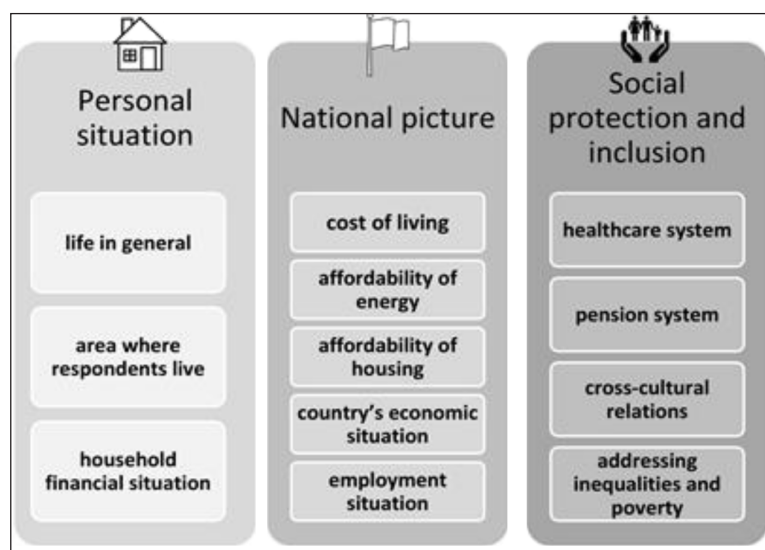 Personal
situation
life in general
area where
respondents live
household
financial situation
National picture
cost of living
affordability of
energy
affordability of
housing
country's economic
situation
employment
situation
Social
protection and
inclusion
healthcare system
pension system
cross-cultural
relations
addressing
inequalities and
poverty